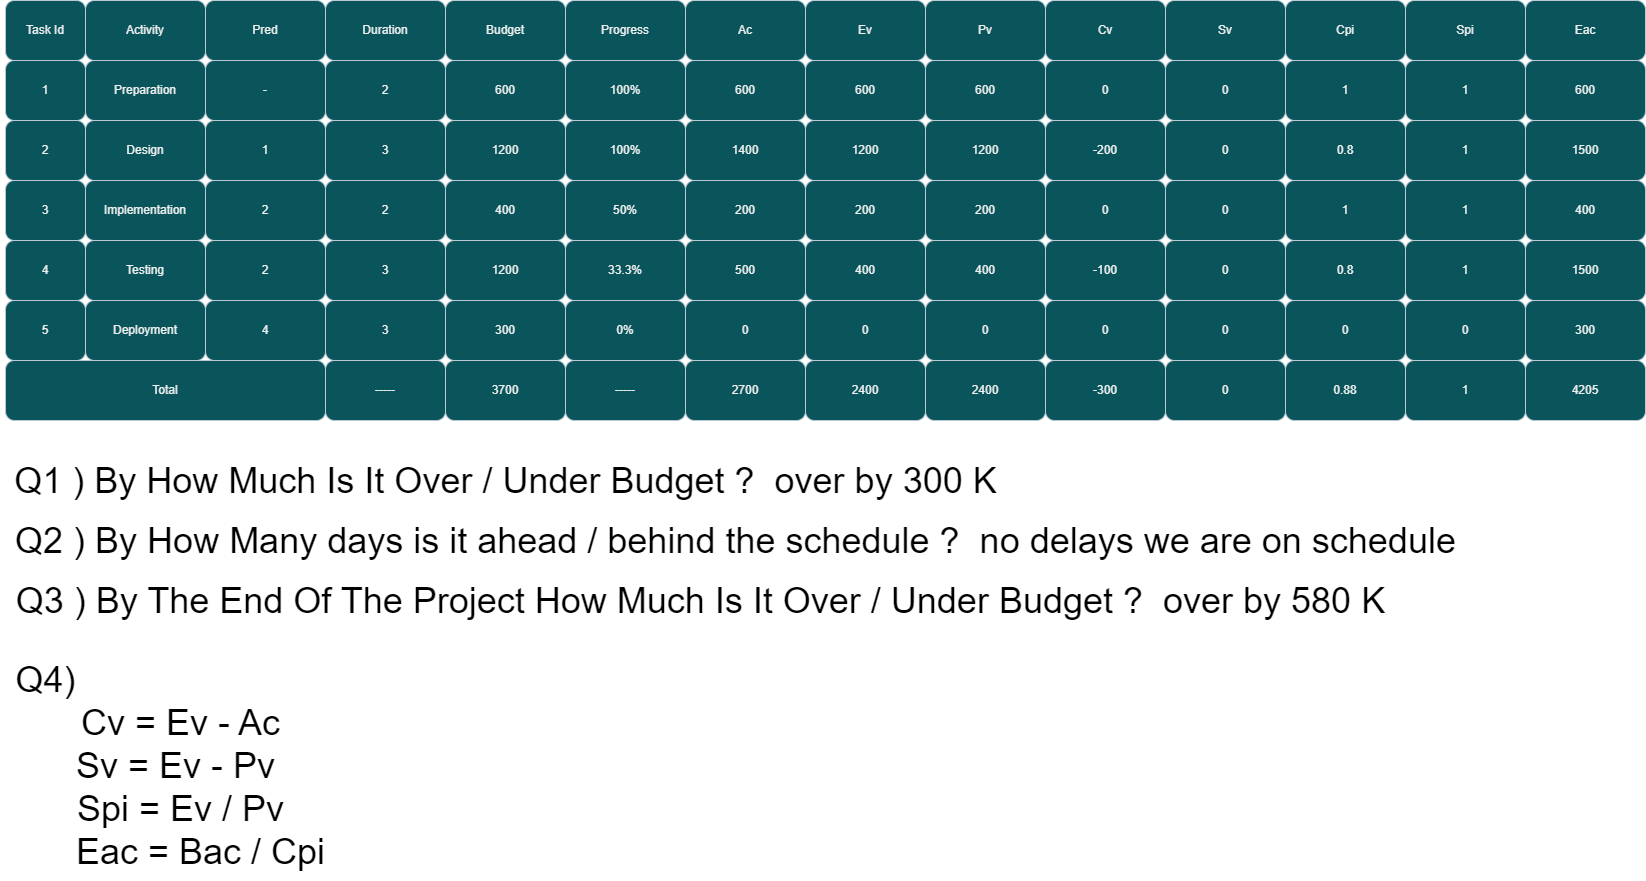 Task Id Activity Pred Duration Budget Progress Ac Ev Pv Cv Sv Cpi Spi Eac
1 Preparation - 2 600 100% 600 600 600 0 0 1 1 600
2 Design 1 3 1200 100% 1400 1200 1200 -200 0 0.8 1 1500
3 Implementation 2 2 400 50% 200 200 200 0 0 1 1 400
4 Testing 2 3 1200 33.3% 500 400 400 -100 0 0.8 1 1500
5 Deployment 4 3 300 0% 0 0 0 0 0 0 0 300
Total ----- 3700 ----- 2700 2400 2400 -300 0 0.88 1 4205
Q1 ) By How Much Is It Over / Under Budget ? over by 300 K
Q2 ) By How Many days is it ahead / behind the schedule ? no delays we are on schedule
Q3 ) By The End Of The Project How Much Is It Over / Under Budget ? over by 580 K
Q4)
Cv = Ev - Ac
Sv = Ev - Pv
Spi = Ev / Pv
Eac = Bac / Cpi